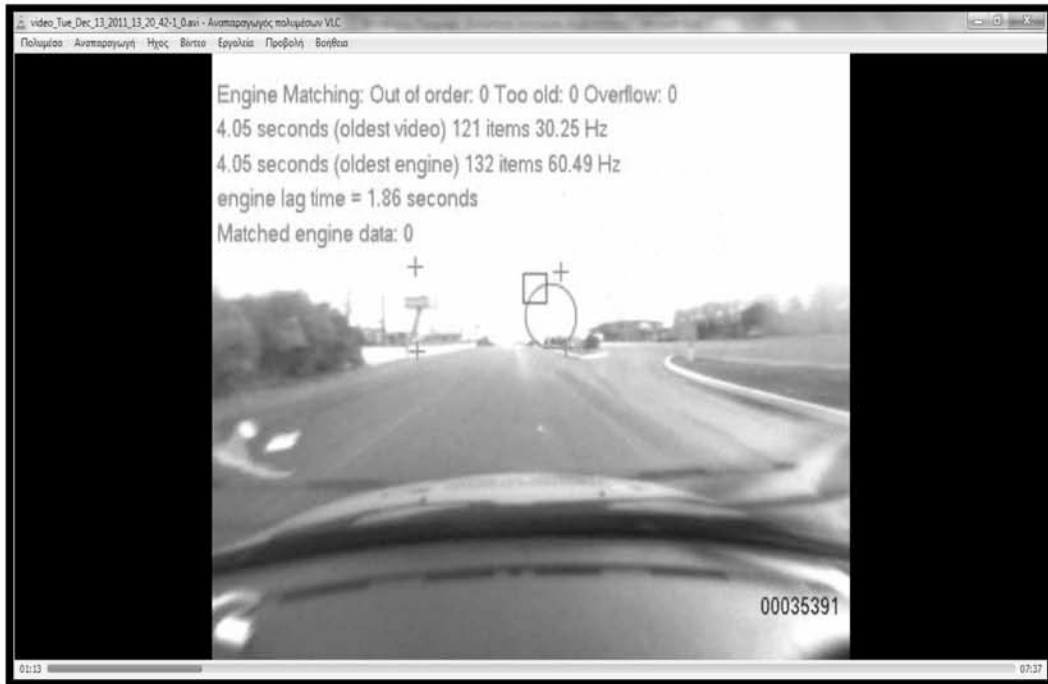 video_Tue_Dec_13_2011_13_20_42-1_0.avi - Αναπαραγωγός πολυμέσων VLC
Πολυμέσα Αναπαραγωγή Ήχος Βίντεο Εργαλεία Προβολή Βοήθεια
Engine Matching: Out of order: 0 Too old: 0 Overflow: 0
4.05 seconds (oldest video) 121 items 30.25 Hz
4.05 seconds (oldest engine) 132 items 60.49 Hz
engine lag time = 1.86 seconds
Matched engine data: 0
00035391
01:13 07:37